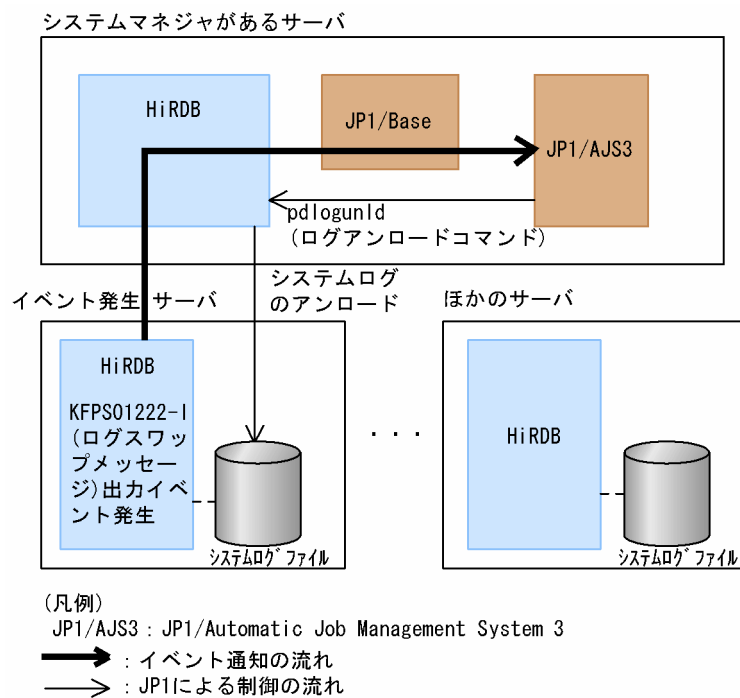 システムマネジャがあるサーバ
HiRDB
JP1/Base
JP1/AJS3
pdlogunld
(ログアンロードコマンド)
システムログ
のアンロード
イベント発生サーバ
ほかのサーバ
HiRDB
KFPS01222-I
(ログスワッ
プメッセー
ジ)出力イベ
ント発生
システムログファイル
・・・
HiRDB
システムログファイル
(凡例)
JP1/AJS3：JP1/Automatic Job Management System 3
：イベント通知の流れ
：JP1による制御の流れ